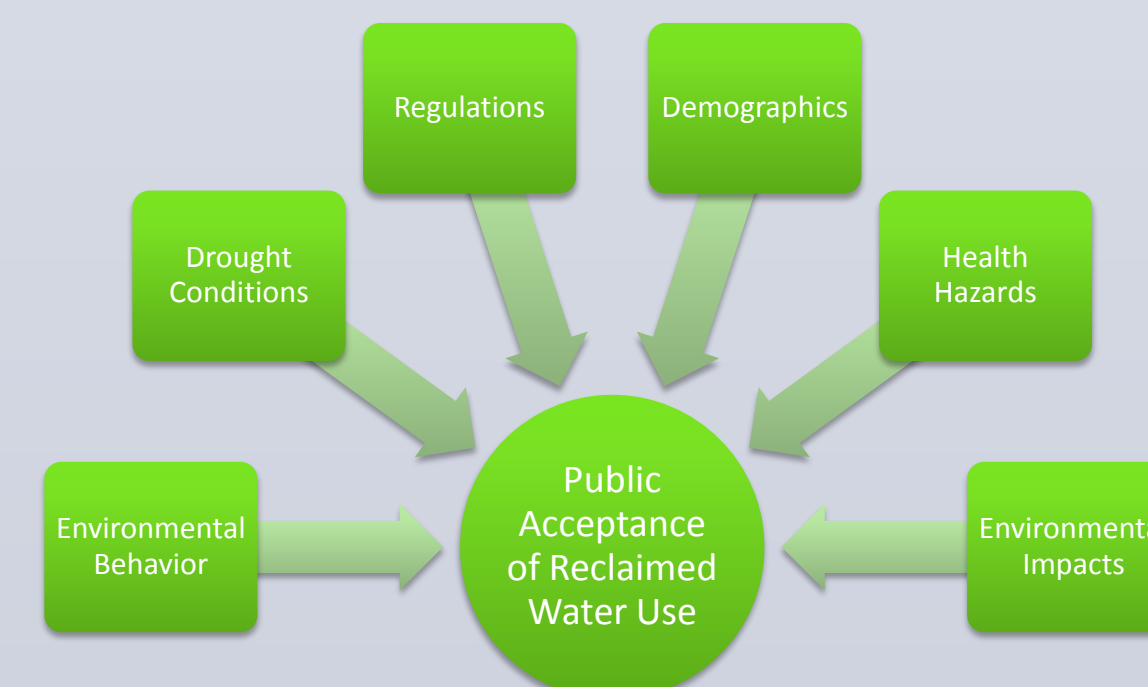 Regulations
Demographics
Drought
Conditions
Health
Hazards
Environmental
Behavior
Public
Acceptance
of Reclaimed
Water Use
Environmenta
Impacts